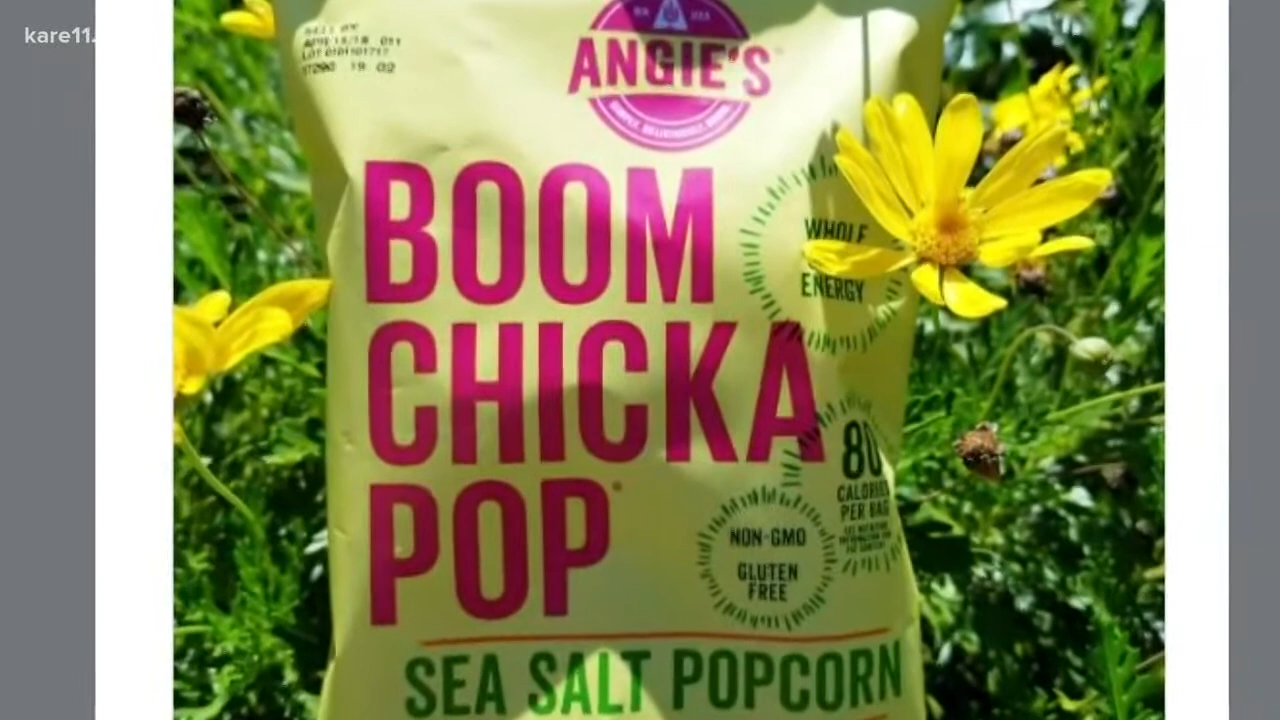 kare11.
ANGIE'S
BOOM
CHICKA
POP
WHOLE
ENERGY
80
CALORIES
PER BAG
NON-GMO
GLUTEN
FREE
SEA SALT POPCORN